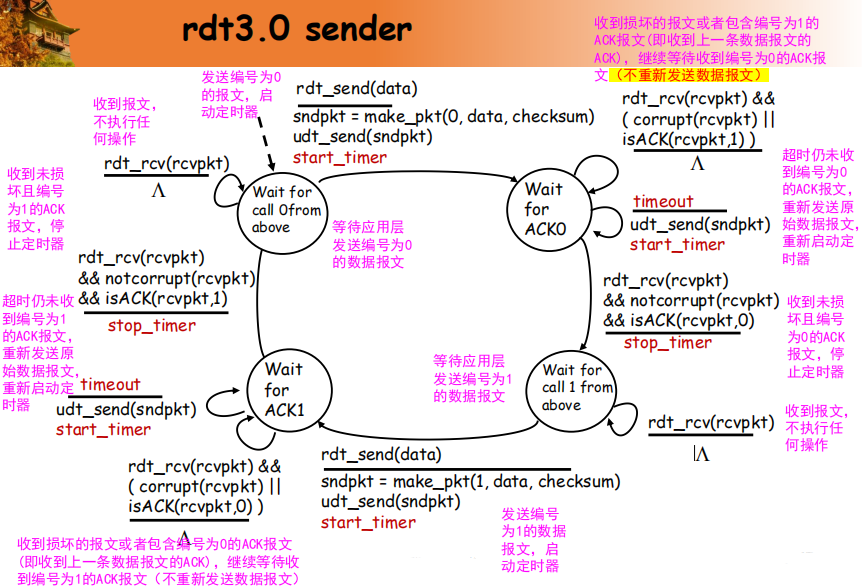 rdt3.0 sender
收到损坏的报文或者包含编号为1的
ACK报文(即收到上一条数据报文的
ACK)，继续等待收到编号为0的ACK报
文（不重新发送数据报文）
发送编号为0
的报文，启
动定时器
rdt_send(data)
sndpkt = make_pkt(0, data, checksum)
udt_send(sndpkt)
start_timer
收到报文，
不执行任
何操作
rdt_rcv(rcvpkt)
Λ
rdt_rcv(rcvpkt) &&
( corrupt(rcvpkt) ||
isACK(rcvpkt,1) )
Λ
收到未损
坏且编号
为1的ACK
报文，停
止定时器
Wait for
call 0from
above
等待应用层
发送编号为0
的数据报文
Wait
for
ACK0
timeout
udt_send(sndpkt)
start_timer
超时仍未收
到编号为0
的ACK报文，
重新发送原
始数据报文，
重新启动定
时器
rdt_rcv(rcvpkt)
&& notcorrupt(rcvpkt)
&& isACK(rcvpkt,1)
stop_timer
rdt_rcv(rcvpkt)
&& notcorrupt(rcvpkt)
&& isACK(rcvpkt,0)
stop_timer
收到未损
坏且编号
为0的ACK
报文，停
止定时器
超时仍未收
到编号为1
的ACK报文，
重新发送原
始数据报文，
重新启动定
时器
timeout
udt_send(sndpkt)
start_timer
Wait
for
ACK1
等待应用层
发送编号为1
的数据报文
Wait for
call 1 from
above
rdt_rcv(rcvpkt)
Λ
收到报文，
不执行任
何操作
rdt_rcv(rcvpkt) &&
( corrupt(rcvpkt) ||
isACK(rcvpkt,0) )
Λ
rdt_send(data)
sndpkt = make_pkt(1, data, checksum)
udt_send(sndpkt)
start_timer
发送编号
为1的数据
报文，启
动定时器
收到损坏的报文或者包含编号为0的ACK报文
(即收到上一条数据报文的ACK)，继续等待收
到编号为1的ACK报文（不重新发送数据报文）